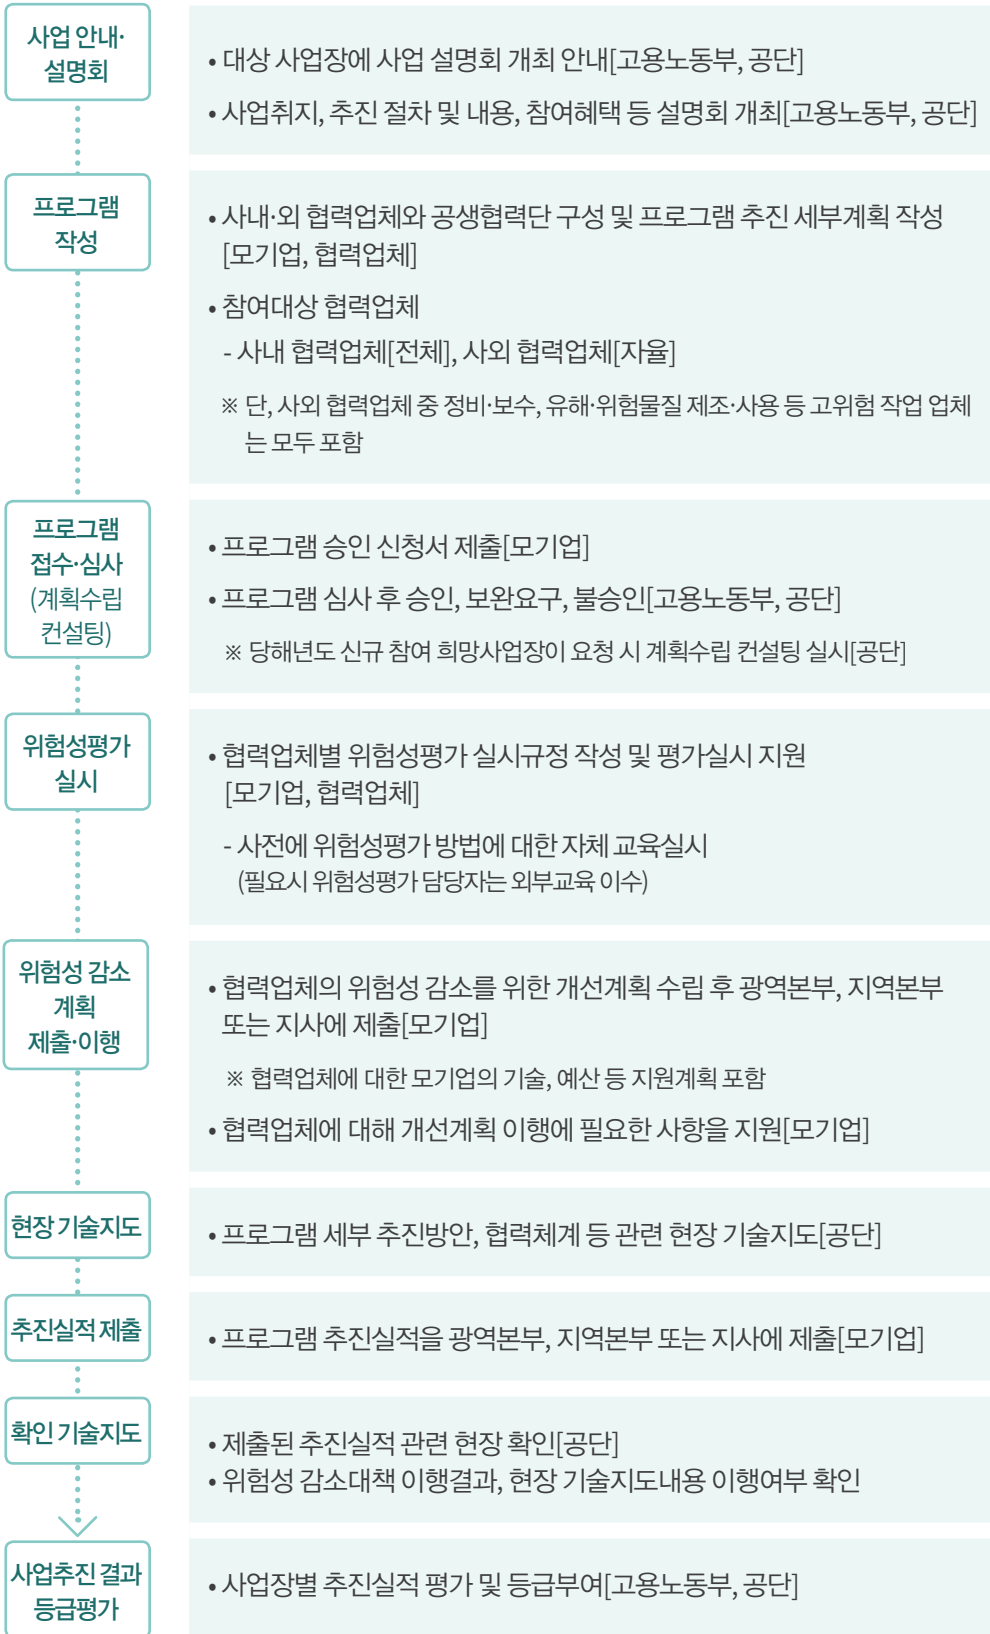 사업 안내·
설명회
• 대상 사업장에 사업 설명회 개최 안내[고용노동부, 공단]
• 사업취지, 추진 절차 및 내용, 참여혜택 등 설명회 개최[고용노동부, 공단]
프로그램
작성
• 사내·외 협력업체와 공생협력단 구성 및 프로그램 추진 세부계획 작성
[모기업, 협력업체]
• 참여대상 협력업체
- 사내 협력업체[전체], 사외 협력업체[자율]
※ 단, 사외 협력업체 중 정비·보수, 유해·위험물질 제조·사용 등 고위험 작업 업체
는 모두 포함
프로그램
접수·심사
(계획수립
컨설팅)
• 프로그램 승인 신청서 제출[모기업]
• 프로그램 심사 후 승인, 보완요구, 불승인[고용노동부, 공단]
※ 당해년도 신규 참여 희망사업장이 요청 시 계획수립 컨설팅 실시[공단]
위험성평가
실시
• 협력업체별 위험성평가 실시규정 작성 및 평가실시 지원
[모기업, 협력업체]
- 사전에 위험성평가 방법에 대한 자체 교육실시
(필요시 위험성평가 담당자는 외부교육 이수)
위험성 감소
계획
제출·이행
• 협력업체의 위험성 감소를 위한 개선계획 수립 후 광역본부, 지역본부
또는 지사에 제출[모기업]
※ 협력업체에 대한 모기업의 기술, 예산 등 지원계획 포함
• 협력업체에 대해 개선계획 이행에 필요한 사항을 지원[모기업]
현장 기술지도
• 프로그램 세부 추진방안, 협력체계 등 관련 현장 기술지도[공단]
추진실적 제출
• 프로그램 추진실적을 광역본부, 지역본부 또는 지사에 제출[모기업]
확인 기술지도
• 제출된 추진실적 관련 현장 확인[공단]
• 위험성 감소대책 이행결과, 현장 기술지도내용 이행여부 확인
사업추진 결과
등급평가
• 사업장별 추진실적 평가 및 등급부여[고용노동부, 공단]